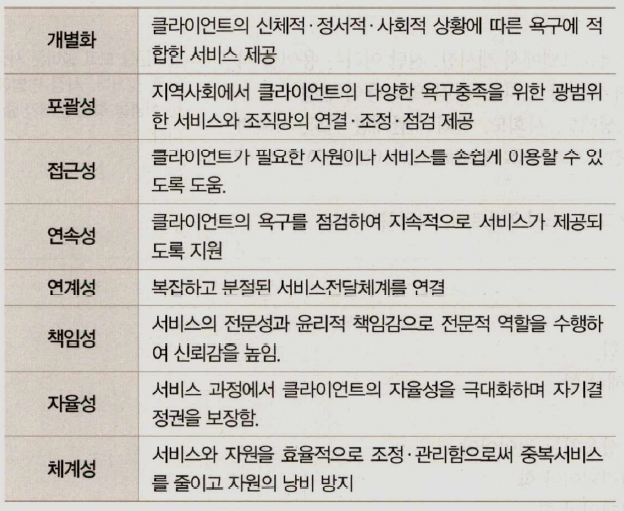 개별화
클라이언트의 신체적·정서적·사회적 상황에 따른 욕구에 적
합한 서비스 제공
포괄성
지역사회에서 클라이언트의 다양한 욕구충족을 위한 광범위
한 서비스와 조직망의 연결·조정·점검 제공
접근성
클라이언트가 필요한 자원이나 서비스를 손쉽게 이용할 수 있
도록 도움.
연속성
클라이언트의 욕구를 점검하여 지속적으로 서비스가 제공되
도록 지원
연계성
복잡하고 분절된 서비스전달체계를 연결
책임성
서비스의 전문성과 윤리적 책임감으로 전문적 역할을 수행하
여 신뢰감을 높임.
자율성
서비스 과정에서 클라이언트의 자율성을 극대화하며 자기결
정권을 보장함.
체계성
서비스와 자원을 효율적으로 조정·관리함으로써 중복서비스
를 줄이고 자원의 낭비 방지